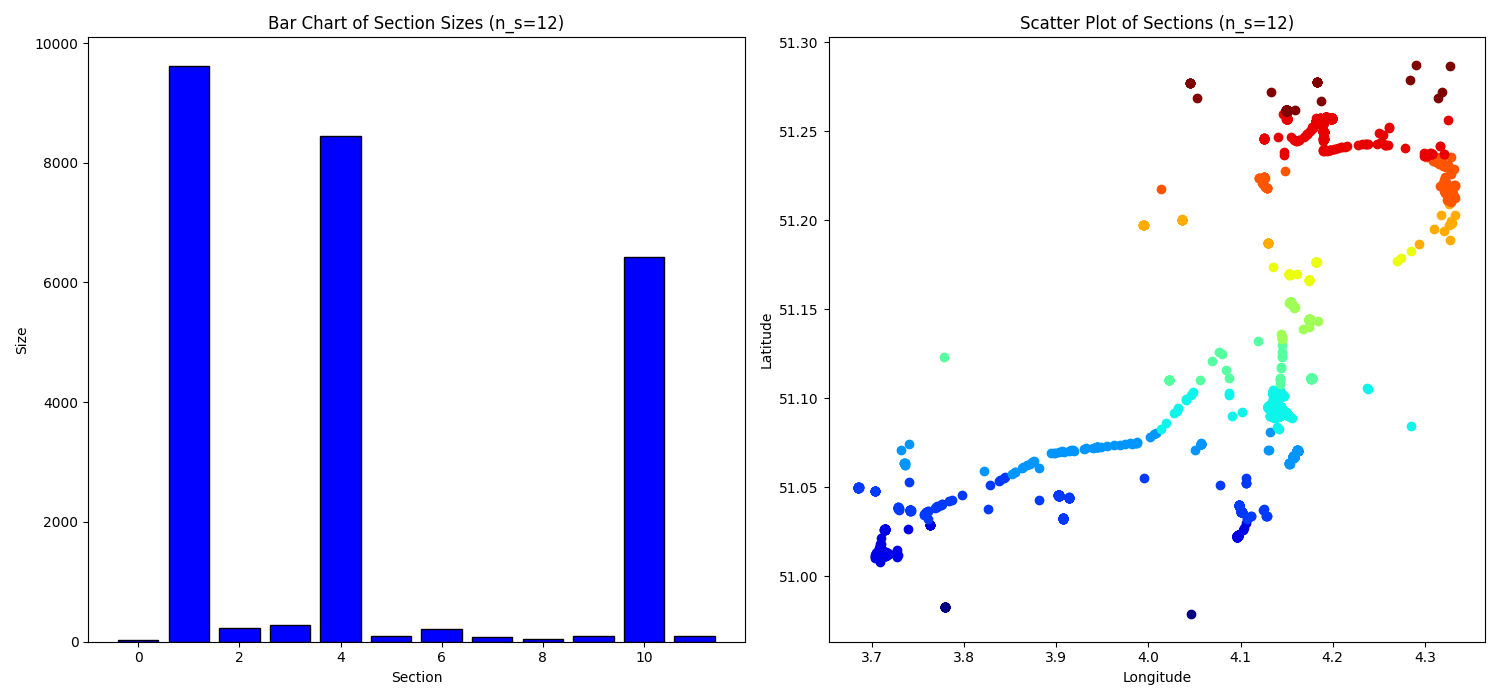 Bar Chart of Section Sizes (n_s=12)
10000
8000
6000
4000
2000
0
Size
0 2 4 6 8 10
Section
Scatter Plot of Sections (n_s=12)
51.30
51.25
51.20
51.15
51.10
51.05
51.00
Latitude
3.7 3.8 3.9 4.0 4.1 4.2 4.3
Longitude